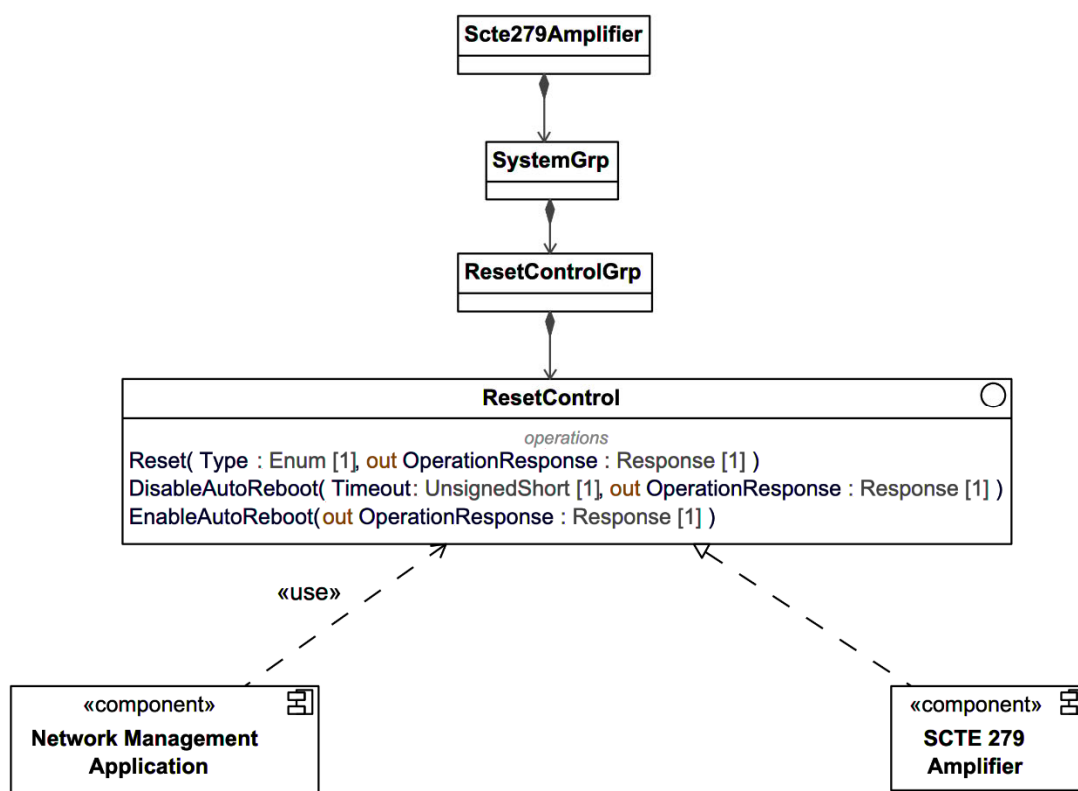 Scte279Amplifier
SystemGrp
ResetControlGrp
ResetControl
operations
Reset( Type : Enum [1], out OperationResponse : Response [1] )
DisableAutoReboot( Timeout: UnsignedShort [1], out OperationResponse : Response [1] )
EnableAutoReboot(out OperationResponse : Response [1] )
«use»
«component»
Network Management
Application
«component»
SCTE 279
Amplifier